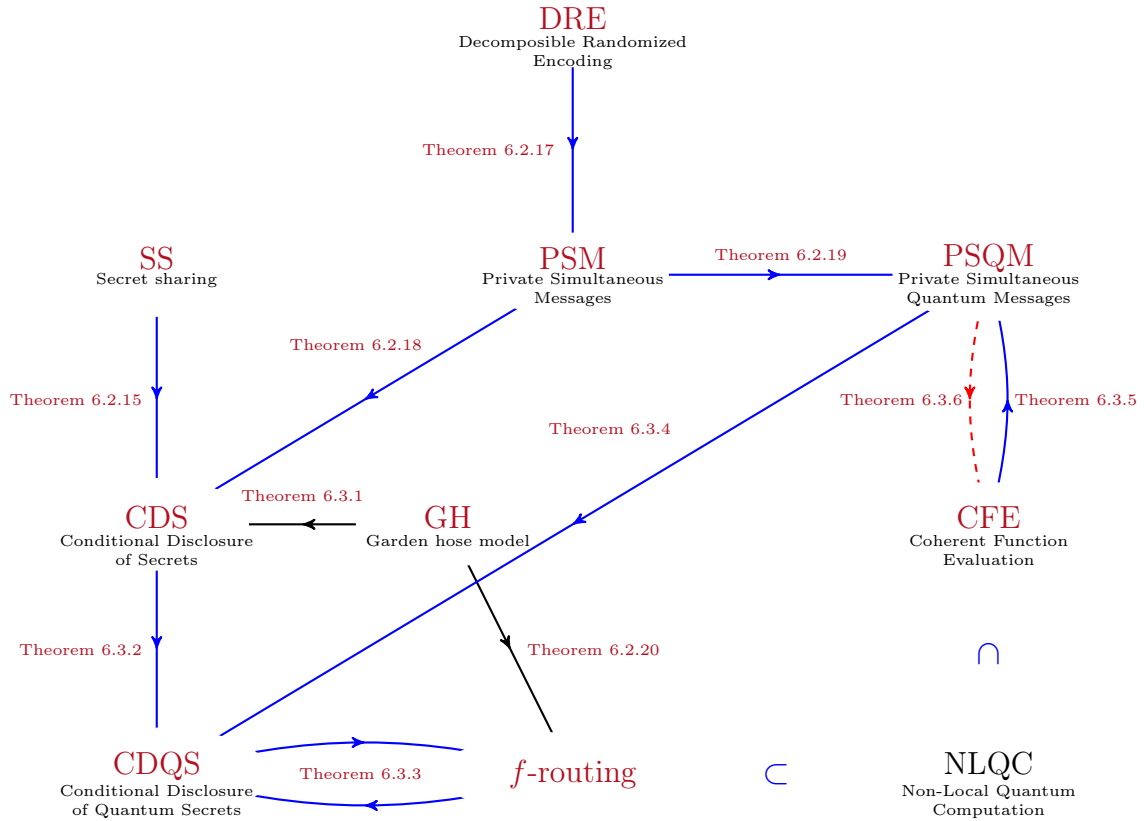 DRE
Decomposible Randomized
Encoding
Theorem 6.2.17
SS
Secret sharing
PSM
Private Simultaneous
Messages
Theorem 6.2.19
PSQM
Private Simultaneous
Quantum Messages
Theorem 6.2.18
Theorem 6.2.15
Theorem 6.3.4
Theorem 6.3.6
Theorem 6.3.5
CDS
Conditional Disclosure
of Secrets
Theorem 6.3.1
GH
Garden hose model
CFE
Coherent Function
Evaluation
Theorem 6.3.2
Theorem 6.2.20
∩
CDQS
Conditional Disclosure
of Quantum Secrets
Theorem 6.3.3
f-routing
⊂
NLQC
Non-Local Quantum
Computation